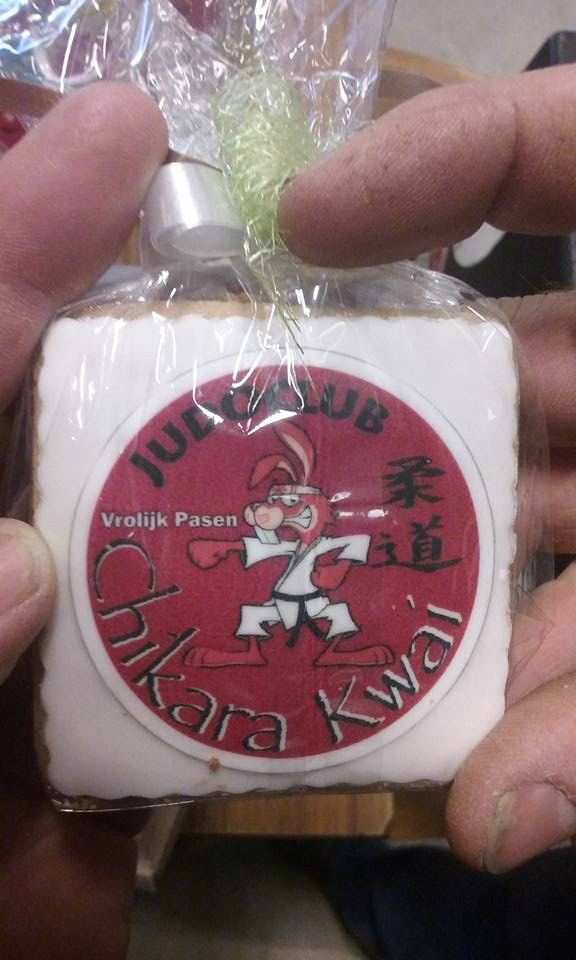 JUDOCLUB
Vrolijk Pasen
柔
道
Chikara Kwai